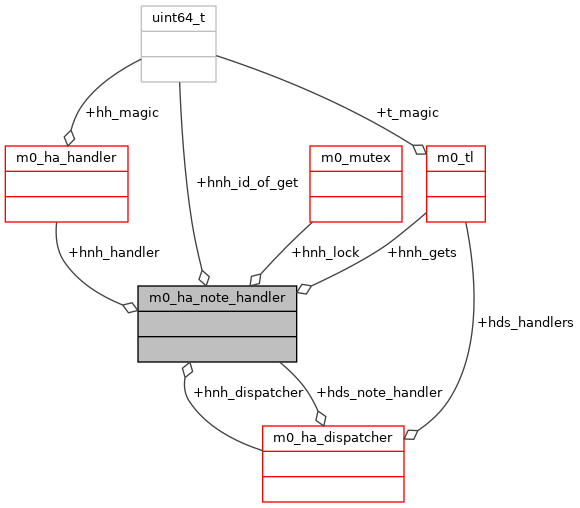 uint64_t
+hh_magic
+t_magic
m0_ha_handler
m0_mutex
m0_tl
+hnh_id_of_get
+hnh_handler
+hnh_lock
+hnh_gets
m0_ha_note_handler
+hds_handlers
+hnh_dispatcher
+hds_note_handler
m0_ha_dispatcher